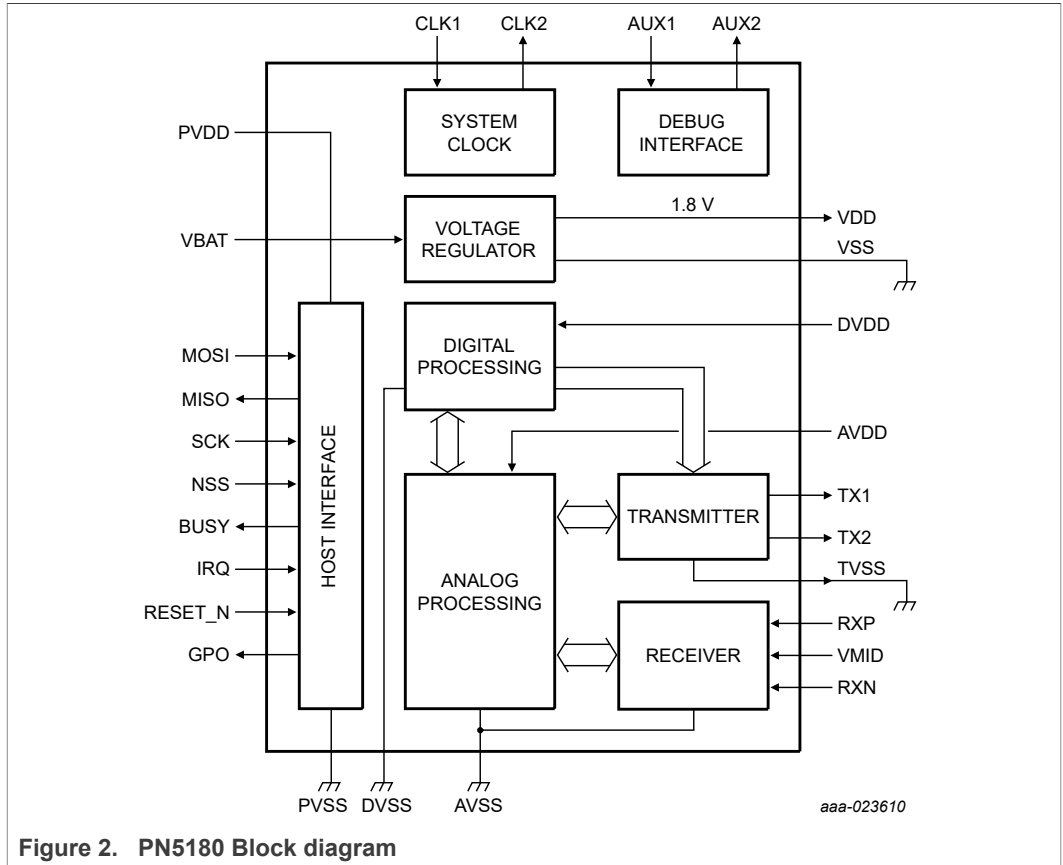 CLK1
CLK2
AUX1
AUX2
SYSTEM
CLOCK
DEBUG
INTERFACE
PVDD
VBAT
VOLTAGE
REGULATOR
1.8 V
VDD
VSS
DIGITAL
PROCESSING
DVDD
AVDD
MOSI
MISO
SCK
NSS
BUSY
IRQ
RESET_N
GPO
HOST INTERFACE
ANALOG
PROCESSING
TRANSMITTER
TX1
TX2
TVSS
RECEIVER
RXP
VMID
RXN
PVSS
DVSS
AVSS
aaa-023610
Figure 2. PN5180 Block diagram